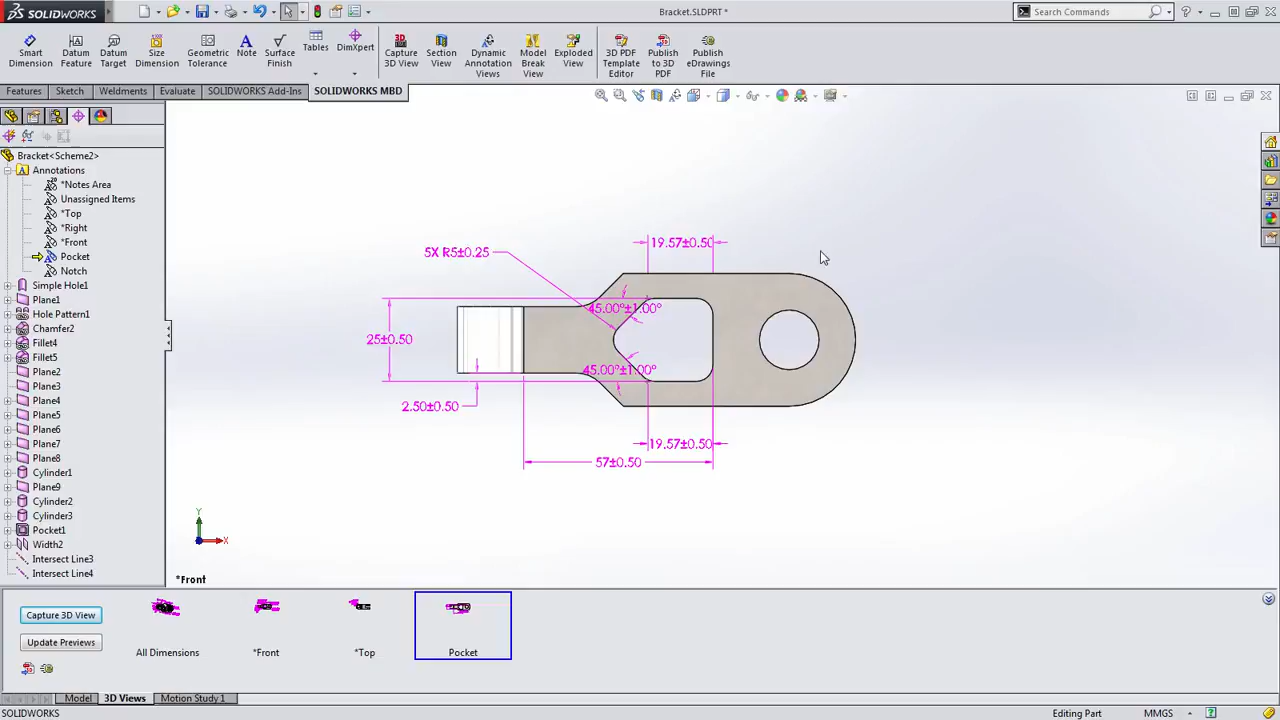 SOLIDWORKS
Bracket.SLDPRT *
Search Commands
Smart Dimension
Datum Feature
Datum Target
Size Dimension
Geometric Tolerance
Note
Surface Finish
Tables
DimXpert
Capture 3D View
Section View
Dynamic Annotation Views
Model Break View
Exploded View
3D PDF Template Editor
Publish to 3D PDF
Publish eDrawings File
Features
Sketch
Weldments
Evaluate
SOLIDWORKS Add-Ins
SOLIDWORKS MBD
Bracket<Scheme2>
Annotations
*Notes Area
Unassigned Items
*Top
*Right
*Front
Pocket
Notch
Simple Hole1
Plane1
Hole Pattern1
Chamfer2
Fillet4
Fillet5
Plane2
Plane3
Plane4
Plane5
Plane6
Plane7
Plane8
Cylinder1
Plane9
Cylinder2
Cylinder3
Pocket1
Width2
Intersect Line3
Intersect Line4
19.57±0.50
5X R5±0.25
45.00°±1.00°
25±0.50
45.00°±1.00°
2.50±0.50
19.57±0.50
57±0.50
Y
X
*Front
Capture 3D View
Update Previews
All Dimensions
*Front
*Top
Pocket
Model
3D Views
Motion Study 1
SOLIDWORKS
Editing Part
MMGS